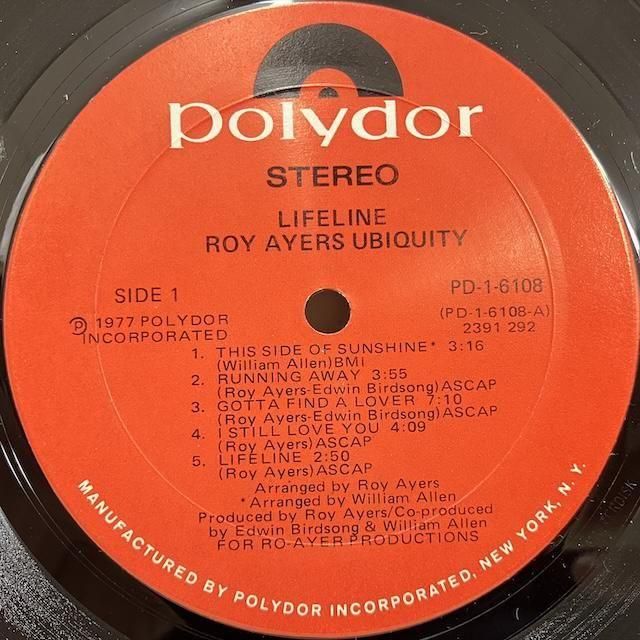 polydor
STEREO
LIFELINE
ROY AYERS UBIQUITY
SIDE 1
℗ 1977 POLYDOR
INCORPORATED
PD-1-6108
(PD-1-6108-A)
2391 292
1. THIS SIDE OF SUNSHINE* 3:16
(William Allen)BMi
2. RUNNING AWAY 3:55
(Roy Ayers-Edwin Birdsong)ASCAP
3. GOTTA FIND A LOVER 7:10
(Roy Ayers-Edwin Birdsong)ASCAP
4. I STILL LOVE YOU 4:09
(Roy Ayers)ASCAP
5. LIFELINE 2:50
(Roy Ayers)ASCAP
Arranged by Roy Ayers
*Arranged by William Allen
Produced by Roy Ayers/Co-produced
by Edwin Birdsong & William Allen
FOR RO-AYER PRODUCTIONS
MANUFACTURED BY POLYDOR INCORPORATED, NEW YORK, N.Y.